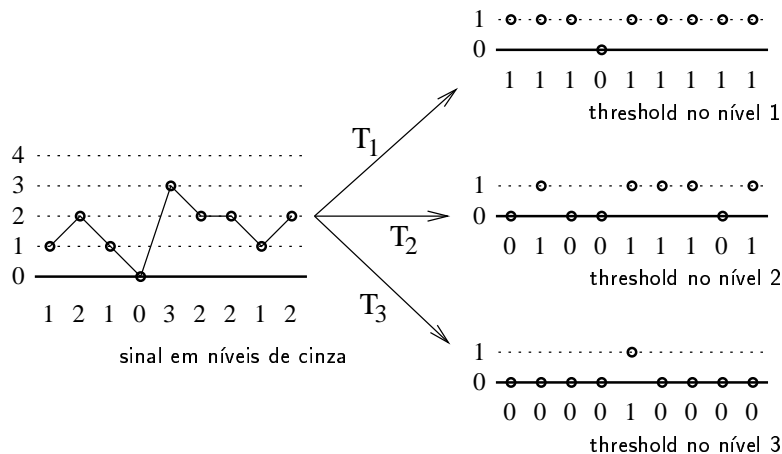 4
3
2
1
0
1 2 1 0 3 2 2 1 2
sinal em níveis de cinza
T1
T2
T3
1
0
1 1 1 0 1 1 1 1 1
threshold no nível 1
1
0
0 1 0 0 1 1 1 0 1
threshold no nível 2
1
0
0 0 0 0 1 0 0 0 0
threshold no nível 3